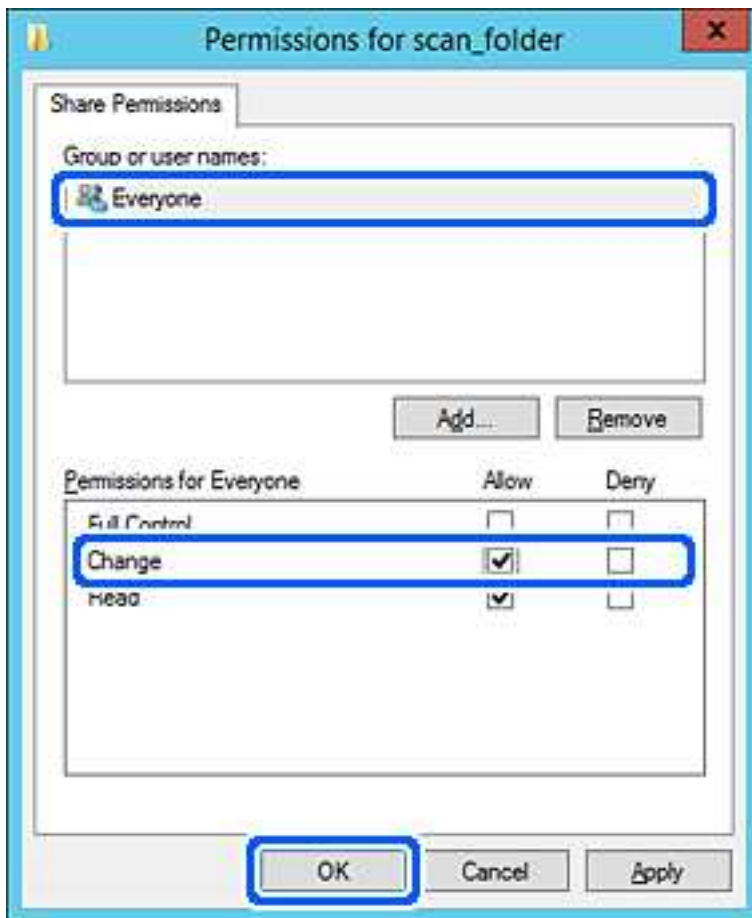 Permissions for scan_folder
x
Share Permissions
Group or user names:
Everyone
Add... Remove
Permissions for Everyone Allow Deny
Full Control
Change
Read
OK Cancel Apply